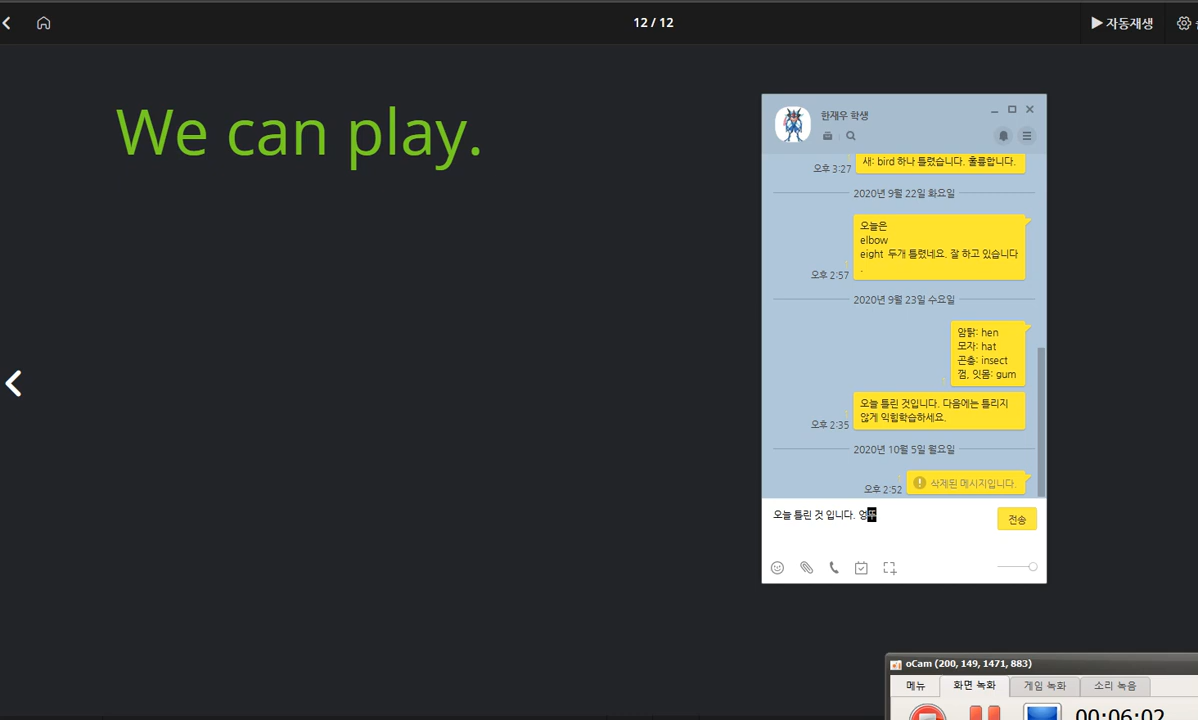 12 / 12
▶ 자동재생
We can play.
한재우 학생
새: bird 하나 틀렸습니다. 훌륭합니다.
오후 3:27
2020년 9월 22일 화요일
오늘은
elbow
eight 두개 틀렸네요. 잘 하고 있습니다
.
오후 2:57
2020년 9월 23일 수요일
암탉: hen
모자: hat
곤충: insect
껌, 잇몸: gum
오늘 틀린 것입니다. 다음에는 틀리지
않게 익힘학습하세요.
오후 2:35
2020년 10월 5일 월요일
삭제된 메시지입니다.
오후 2:52
오늘 틀린 것 입니다. 엉뚜
전송
oCam (200, 149, 1471, 883)
메뉴 화면 녹화 게임 녹화 소리 녹음
00:06:02